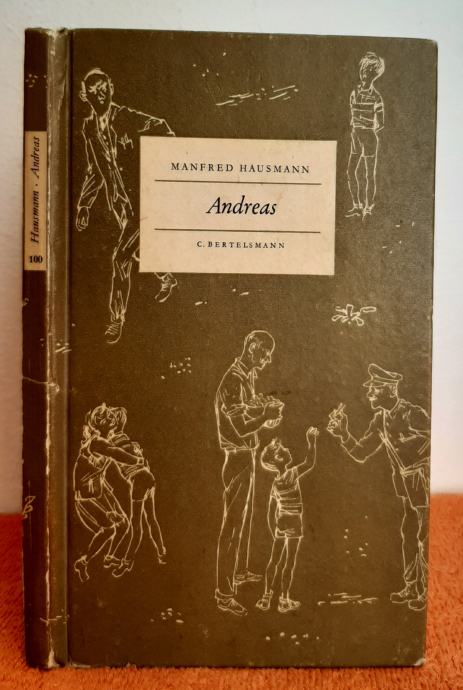 MANFRED HAUSMANN
Andreas
C. BERTELSMANN
Hausmann · Andreas
100